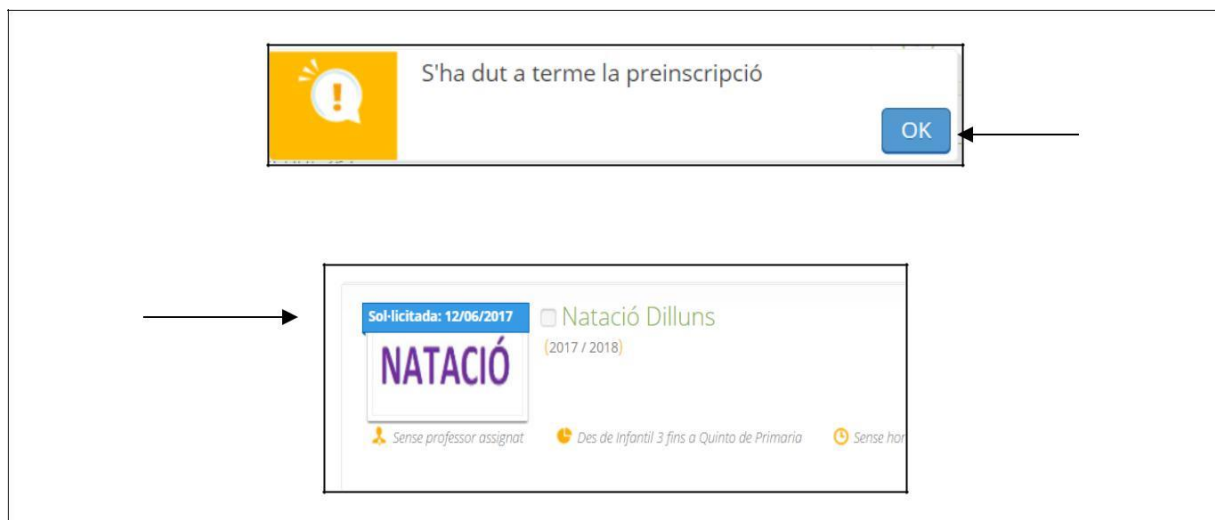 S'ha dut a terme la preinscripció
OK
Sol·licitada: 12/06/2017
Natació Dilluns
(2017 / 2018)
NATACIÓ
Sense professor assignat
Des de Infantil 3 fins a Quinto de Primaria
Sense hor